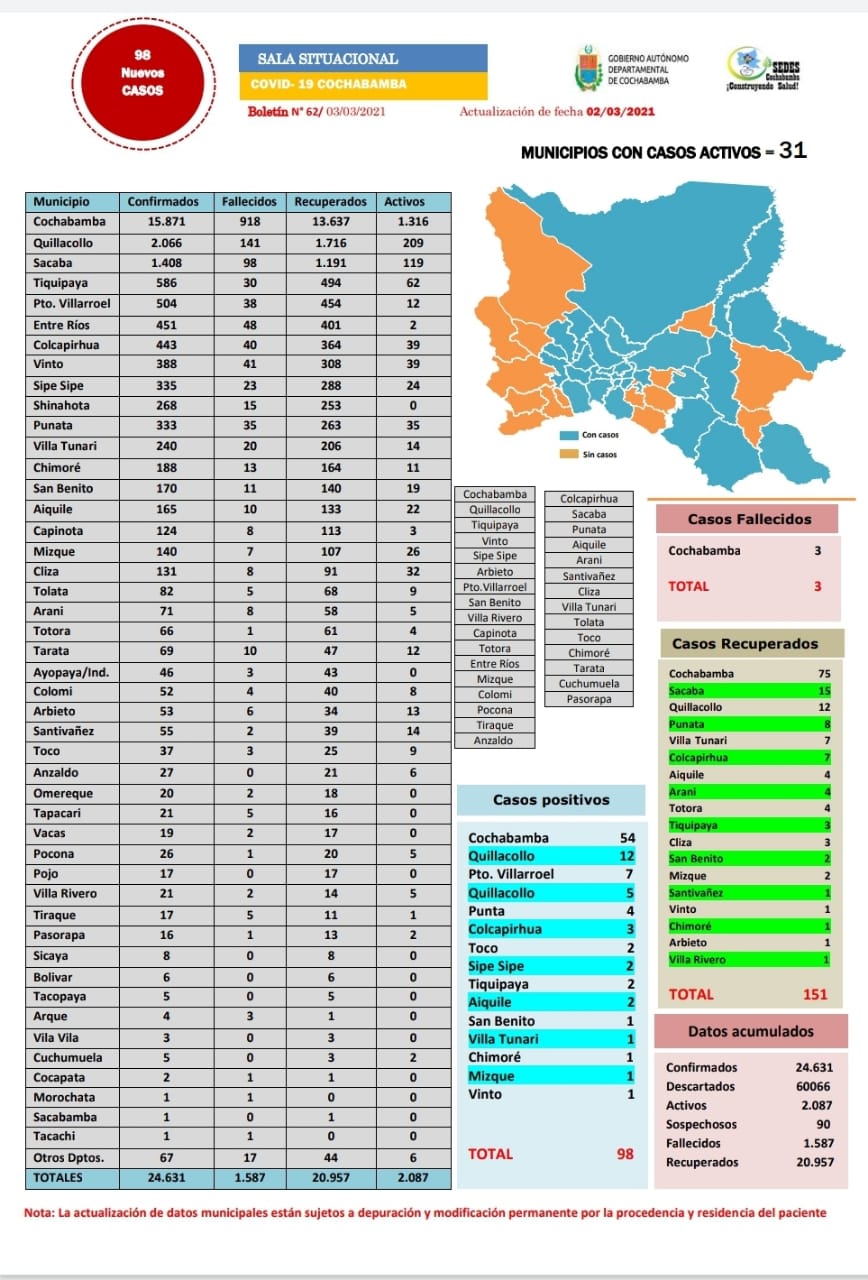 98
Nuevos
CASOS
SALA SITUACIONAL
COVID- 19 COCHABAMBA
Boletín N° 62/ 03/03/2021
Actualización de fecha 02/03/2021
GOBIERNO AUTÓNOMO
DEPARTAMENTAL
DE COCHABAMBA
SEDES
Cochabamba
¡Construyendo Salud!
MUNICIPIOS CON CASOS ACTIVOS = 31
Municipio Confirmados Fallecidos Recuperados Activos
Cochabamba 15.871 918 13.637 1.316
Quillacollo 2.066 141 1.716 209
Sacaba 1.408 98 1.191 119
Tiquipaya 586 30 494 62
Pto. Villarroel 504 38 454 12
Entre Ríos 451 48 401 2
Colcapirhua 443 40 364 39
Vinto 388 41 308 39
Sipe Sipe 335 23 288 24
Shinahota 268 15 253 0
Punata 333 35 263 35
Villa Tunari 240 20 206 14
Chimoré 188 13 164 11
San Benito 170 11 140 19
Aiquile 165 10 133 22
Capinota 124 8 113 3
Mizque 140 7 107 26
Cliza 131 8 91 32
Tolata 82 5 68 9
Arani 71 8 58 5
Totora 66 1 61 4
Tarata 69 10 47 12
Ayopaya/Ind. 46 3 43 0
Colomi 52 4 40 8
Arbieto 53 6 34 13
Santivañez 55 2 39 14
Toco 37 3 25 9
Anzaldo 27 0 21 6
Omereque 20 2 18 0
Tapacari 21 5 16 0
Vacas 19 2 17 0
Pocona 26 1 20 5
Pojo 17 0 17 0
Villa Rivero 21 2 14 5
Tiraque 17 5 11 1
Pasorapa 16 1 13 2
Sicaya 8 0 8 0
Bolivar 6 0 6 0
Tacopaya 5 0 5 0
Arque 4 3 1 0
Vila Vila 3 0 3 0
Cuchumuela 5 0 3 2
Cocapata 2 1 1 0
Morochata 1 1 0 0
Sacabamba 1 0 1 0
Tacachi 1 1 0 0
Otros Dptos. 67 17 44 6
TOTALES 24.631 1.587 20.957 2.087
Con casos
Sin casos
Cochabamba
Quillacollo
Tiquipaya
Vinto
Sipe Sipe
Arbieto
Pto.Villarroel
San Benito
Villa Rivero
Capinota
Totora
Entre Ríos
Mizque
Colomi
Pocona
Tiraque
Anzaldo
Colcapirhua
Sacaba
Punata
Aiquile
Arani
Santivañez
Cliza
Villa Tunari
Tolata
Toco
Chimoré
Tarata
Cuchumuela
Pasorapa
Casos positivos
Cochabamba 54
Quillacollo 12
Pto. Villarroel 7
Quillacollo 5
Punta 4
Colcapirhua 3
Toco 2
Sipe Sipe 2
Tiquipaya 2
Aiquile 2
San Benito 1
Villa Tunari 1
Chimoré 1
Mizque 1
Vinto 1
TOTAL 98
Casos Fallecidos
Cochabamba 3
TOTAL 3
Casos Recuperados
Cochabamba 75
Sacaba 15
Quillacollo 12
Punata 8
Villa Tunari 7
Colcapirhua 7
Aiquile 4
Arani 4
Totora 4
Tiquipaya 3
Cliza 3
San Benito 2
Mizque 2
Santivañez 1
Vinto 1
Chimoré 1
Arbieto 1
Villa Rivero 1
TOTAL 151
Datos acumulados
Confirmados 24.631
Descartados 60066
Activos 2.087
Sospechosos 90
Fallecidos 1.587
Recuperados 20.957
Nota: La actualización de datos municipales están sujetos a depuración y modificación permanente por la procedencia y residencia del paciente